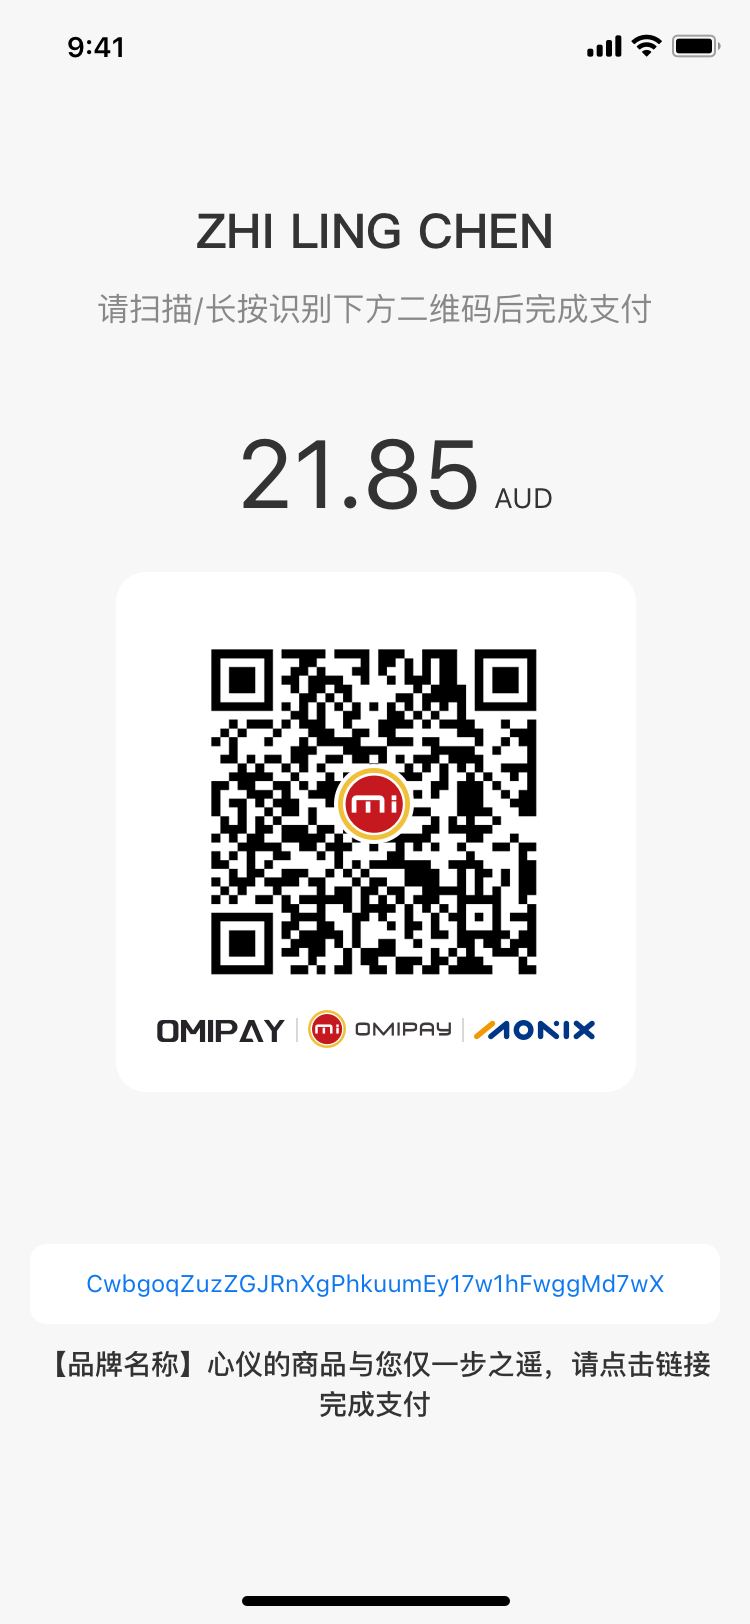 9:41
ZHI LING CHEN
请扫描/长按识别下方二维码后完成支付
21.85 AUD
mi
OMIPAY mi OMIPAY MONIX
CwbgoqZuzZGJRnXgPhkuumEy17w1hFwggMd7wX
【品牌名称】心仪的商品与您仅一步之遥，请点击链接
完成支付